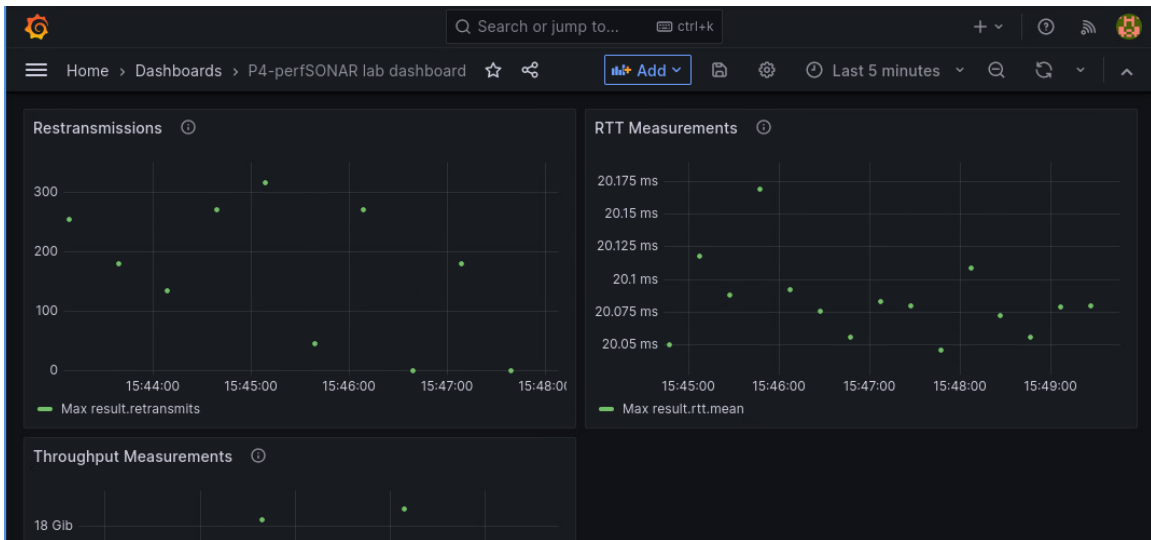 Search or jump to... ctrl+k
Home › Dashboards › P4-perfSONAR lab dashboard Add Last 5 minutes
Restransmissions
300
200
100
0
15:44:00 15:45:00 15:46:00 15:47:00 15:48:0
Max result.retransmits
RTT Measurements
20.175 ms
20.15 ms
20.125 ms
20.1 ms
20.075 ms
20.05 ms
15:45:00 15:46:00 15:47:00 15:48:00 15:49:00
Max result.rtt.mean
Throughput Measurements
18 Gib